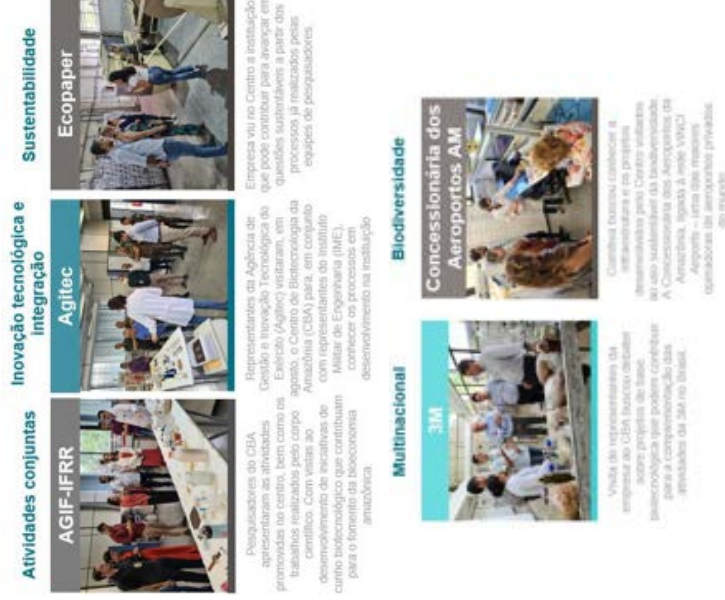 Atividades conjuntas
AGIF-IFRR
Pesquisadores do CBA
apresentaram as atividades
promovidas no centro, bem como os
trabalhos realizados pelo corpo
científico. Com vistas ao
desenvolvimento de iniciativas de
cunho biotecnológico que contribuam
para o fomento da bioeconomia
amazônica.
Inovação tecnológica e
integração
Agitec
Representantes da Agência de
Gestão e Inovação Tecnológica do
Exército (Agitec) visitaram, em
agosto, o Centro de Biotecnologia da
Amazônia (CBA) para, em conjunto
com representantes do Instituto
Militar de Engenharia (IME),
conhecer os processos em
desenvolvimento na instituição
Sustentabilidade
Ecopaper
Empresa viu no Centro a instituição
que pode contribuir para avançar em
questões sustentáveis a partir dos
processos já realizados pelas
equipes de pesquisadores.
Multinacional
3M
Visita de representantes da
empresa ao CBA buscou debater
sobre projetos de base
biotecnológica que podem contribuir
para a complementação das
atividades da 3M no Brasil.
Biodiversidade
Concessionária dos
Aeroportos AM
buscou conhecer a
infraestrutura e os projetos
desenvolvidos pelo Centro voltados
ao uso sustentável da biodiversidade.
A Concessionária dos Aeroportos da
Amazônia, ligada à rede VINCI
Airports – uma das maiores
operadoras de aeroportos privados
do